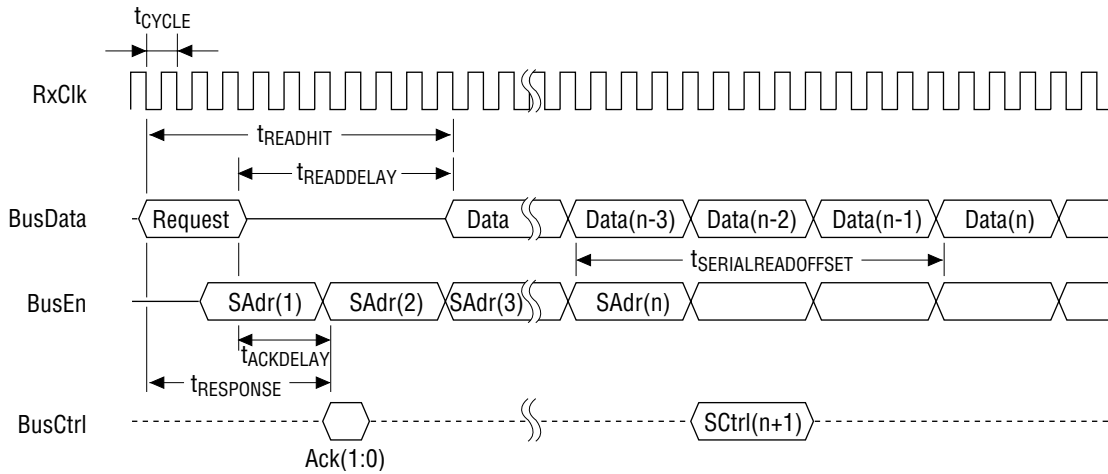 tCYCLE
RxClk
tREADHIT
tREADDELAY
BusData Request Data Data(n-3) Data(n-2) Data(n-1) Data(n)
tSERIALREADOFFSET
BusEn SAdr(1) SAdr(2) SAdr(3) SAdr(n)
tACKDELAY
tRESPONSE
BusCtrl SCtrl(n+1)
Ack(1:0)